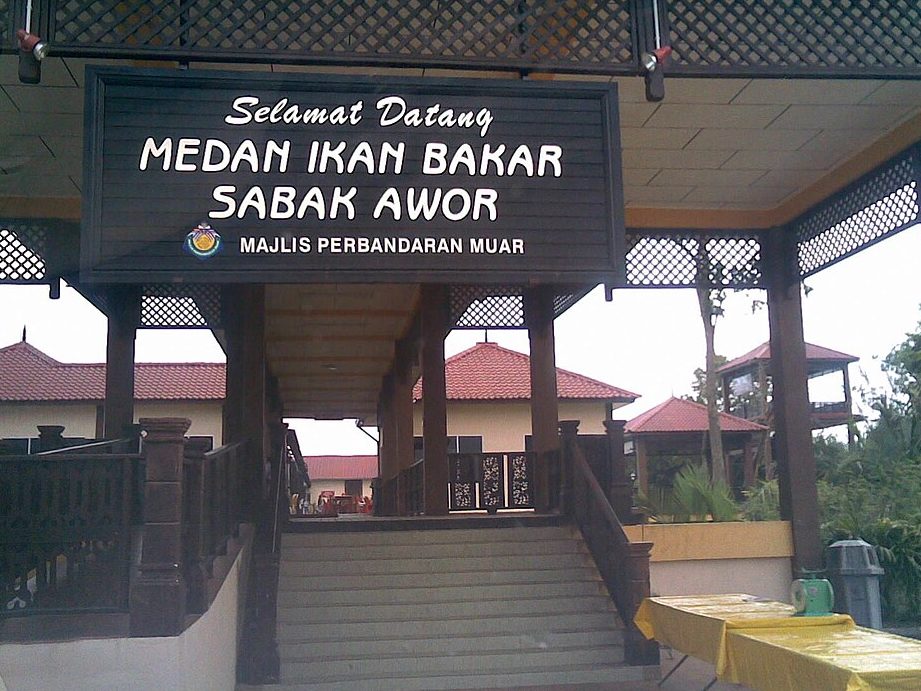 Selamat Datang
MEDAN IKAN BAKAR
SABAK AWOR
MAJLIS PERBANDARAN MUAR